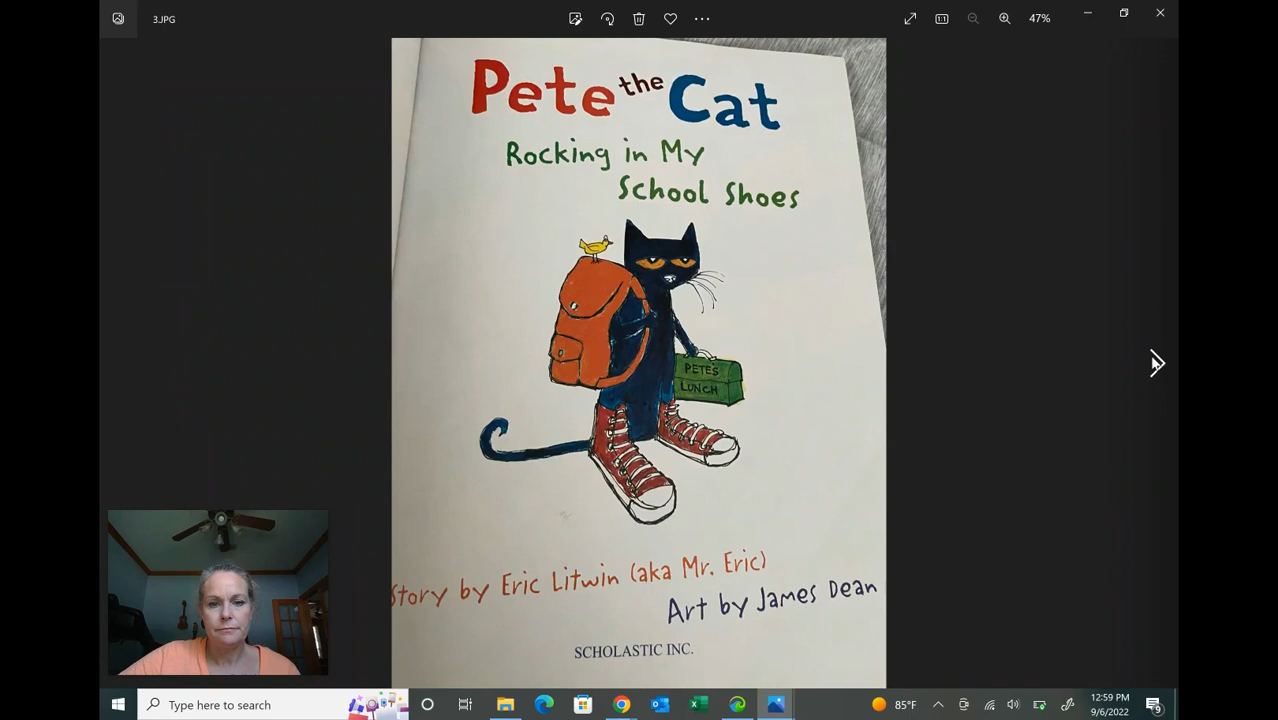 3.JPG
47%
Pete the Cat
Rocking in My
School Shoes
PETES
LUNCH
Story by Eric Litwin (aka Mr. Eric)
Art by James Dean
SCHOLASTIC INC.
Type here to search
85°F
12:59 PM
9/6/2022
9